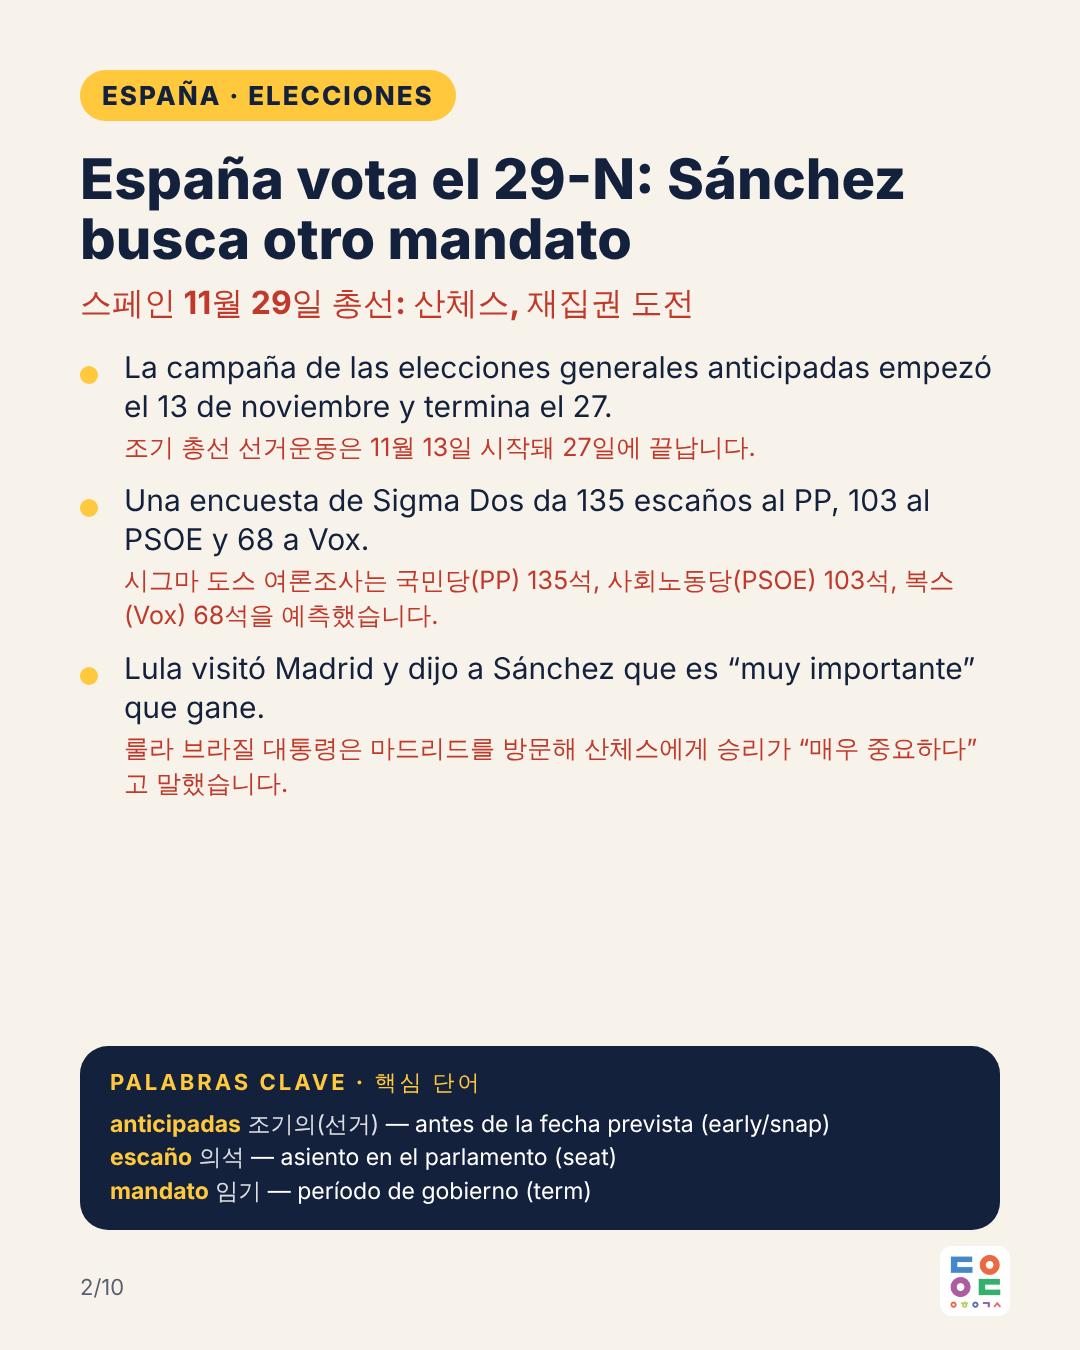 ESPAÑA · ELECCIONES
España vota el 29-N: Sánchez
busca otro mandato
스페인 11월 29일 총선: 산체스, 재집권 도전
La campaña de las elecciones generales anticipadas empezó
el 13 de noviembre y termina el 27.
조기 총선 선거운동은 11월 13일 시작돼 27일에 끝납니다.
Una encuesta de Sigma Dos da 135 escaños al PP, 103 al
PSOE y 68 a Vox.
시그마 도스 여론조사는 국민당(PP) 135석, 사회노동당(PSOE) 103석, 복스
(Vox) 68석을 예측했습니다.
Lula visitó Madrid y dijo a Sánchez que es “muy importante”
que gane.
룰라 브라질 대통령은 마드리드를 방문해 산체스에게 승리가 “매우 중요하다”
고 말했습니다.
PALABRAS CLAVE · 핵심 단어
anticipadas 조기의(선거) — antes de la fecha prevista (early/snap)
escaño 의석 — asiento en el parlamento (seat)
mandato 임기 — período de gobierno (term)
2/10